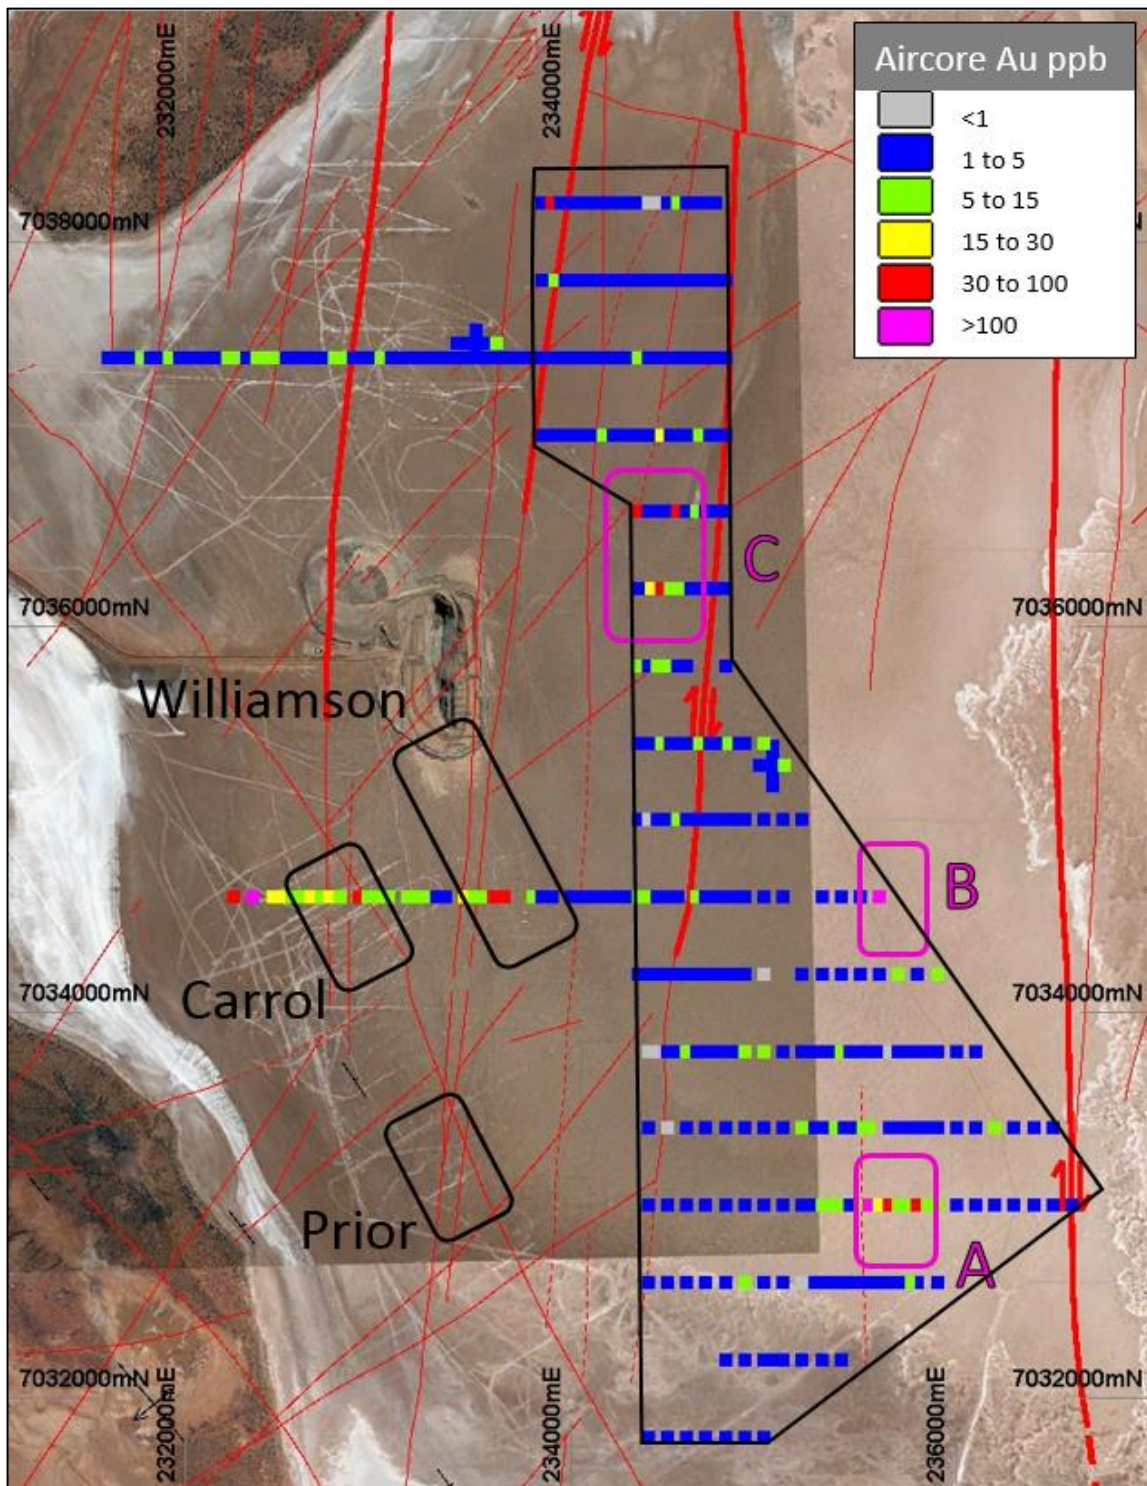 232000mE
234000mE
Aircore Au ppb
<1
1 to 5
5 to 15
15 to 30
30 to 100
>100
7038000mN
N
C
7036000mN
7036000mN
Williamson
B
Carrol
7034000mN
7034000mN
Prior
A
7032000mN
7032000mN
232000mE
234000mE
236000mE